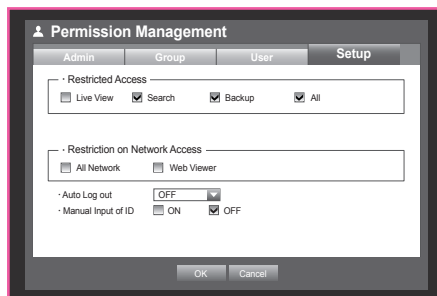 Permission Management
Admin Group User Setup
· Restricted Access
Live View Search Backup All
· Restriction on Network Access
All Network Web Viewer
· Auto Log out OFF
· Manual Input of ID ON OFF
OK Cancel